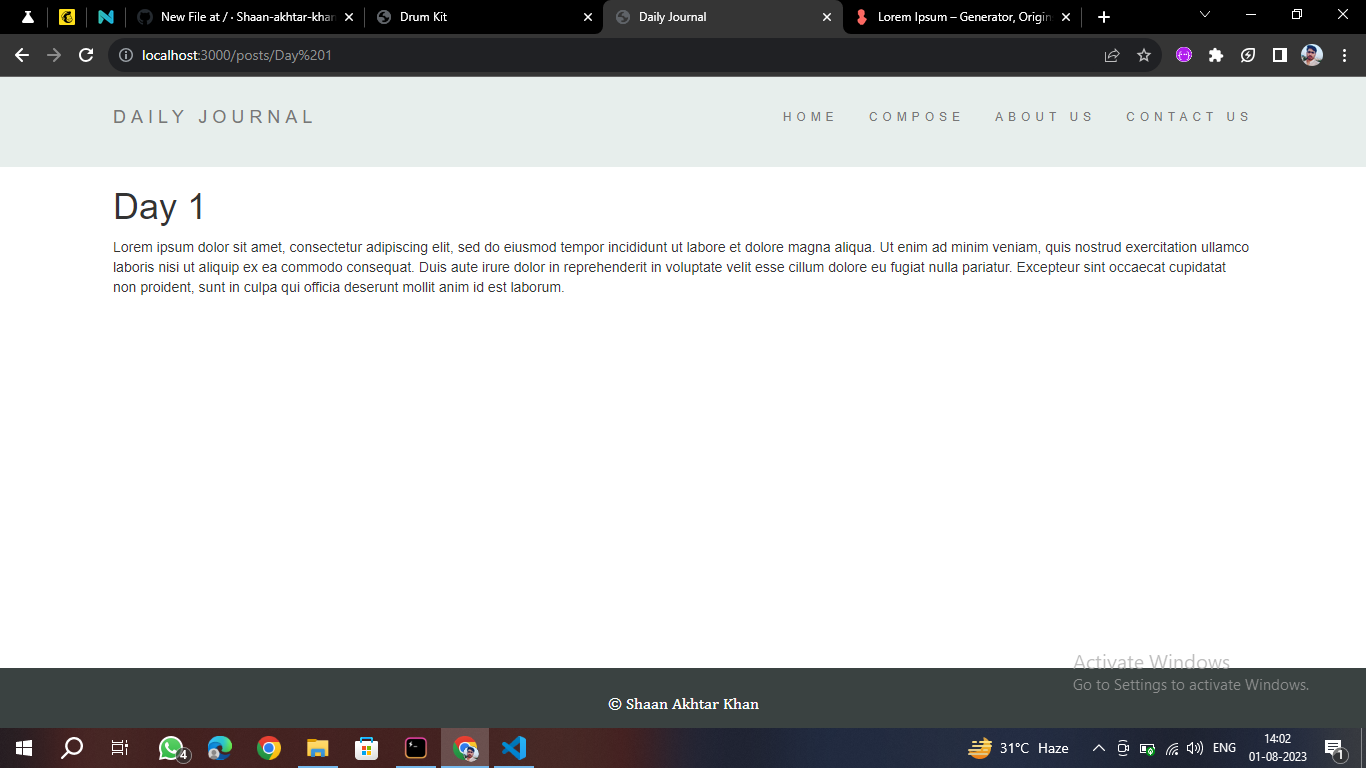 New File at / · Shaan-akhtar-khan
Drum Kit
Daily Journal
Lorem Ipsum – Generator, Origin
localhost:3000/posts/Day%201
DAILY JOURNAL
HOME
COMPOSE
ABOUT US
CONTACT US
Day 1
Lorem ipsum dolor sit amet, consectetur adipiscing elit, sed do eiusmod tempor incididunt ut labore et dolore magna aliqua. Ut enim ad minim veniam, quis nostrud exercitation ullamco
laboris nisi ut aliquip ex ea commodo consequat. Duis aute irure dolor in reprehenderit in voluptate velit esse cillum dolore eu fugiat nulla pariatur. Excepteur sint occaecat cupidatat
non proident, sunt in culpa qui officia deserunt mollit anim id est laborum.
Activate Windows
Go to Settings to activate Windows.
© Shaan Akhtar Khan
4
31°C Haze
ENG
14:02
01-08-2023
1